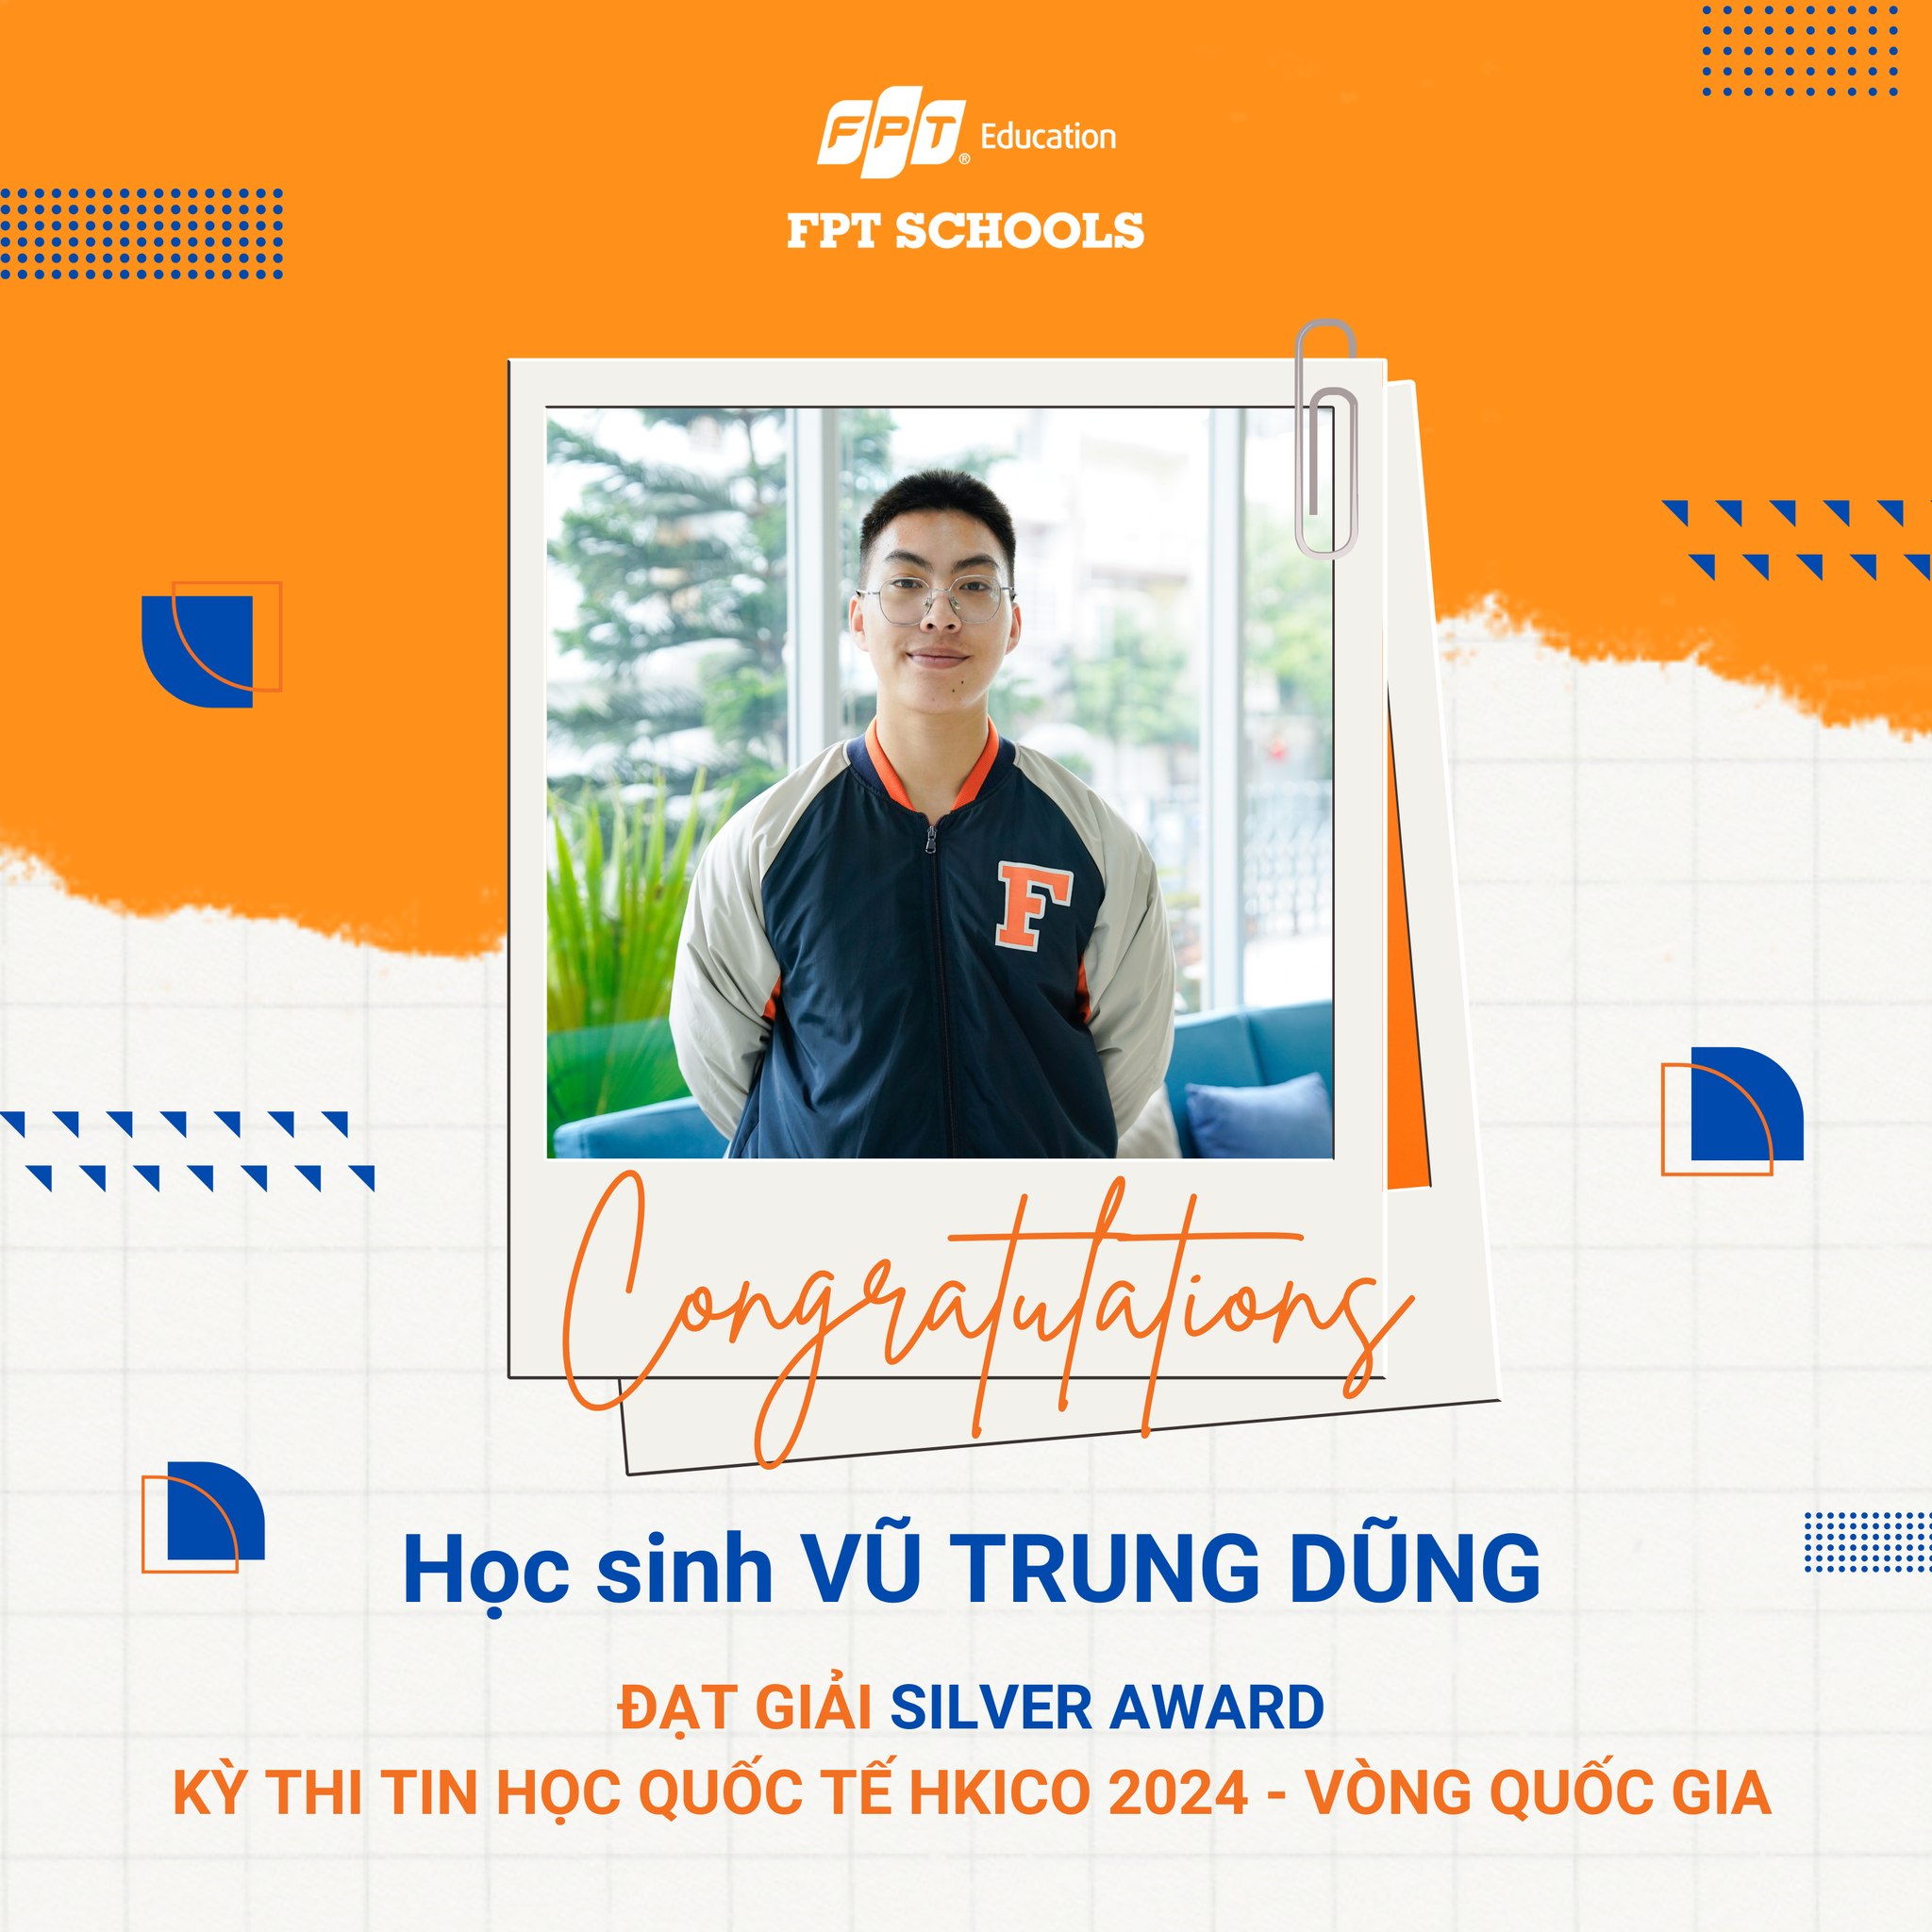 FPT® Education
FPT SCHOOLS
F
Congratutations
Học sinh VŨ TRUNG DŨNG
ĐẠT GIẢI SILVER AWARD
KỲ THI TIN HỌC QUỐC TẾ HKICO 2024 - VÒNG QUỐC GIA